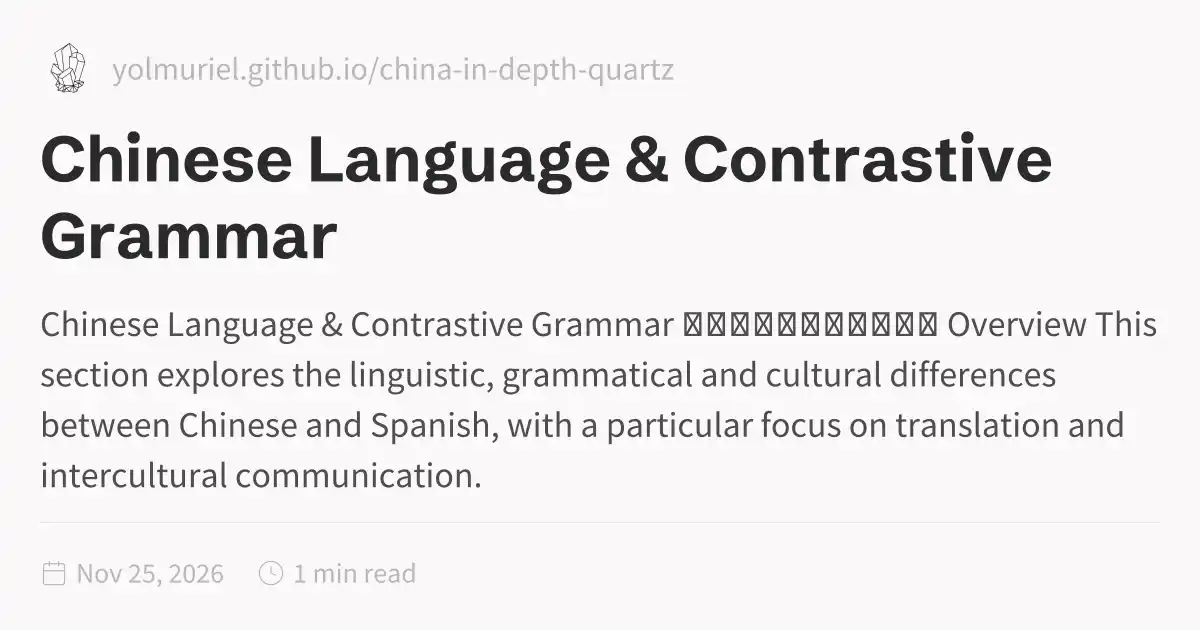 yolmuriel.github.io/china-in-depth-quartz
Chinese Language & Contrastive
Grammar
Chinese Language & Contrastive Grammar Overview This
section explores the linguistic, grammatical and cultural differences
between Chinese and Spanish, with a particular focus on translation and
intercultural communication.
Nov 25, 2026
1 min read